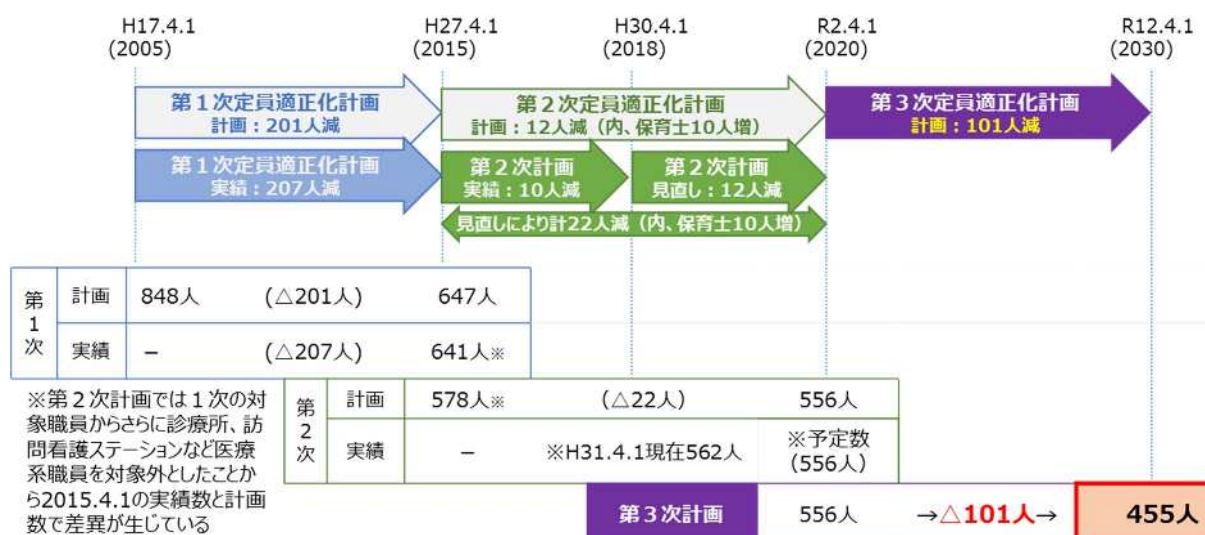 H17.4.1
(2005)
H27.4.1
(2015)
H30.4.1
(2018)
R2.4.1
(2020)
R12.4.1
(2030)
第1次定員適正化計画
計画：201人減
第2次定員適正化計画
計画：12人減（内、保育士10人増）
第3次定員適正化計画
計画：101人減
第1次定員適正化計画
実績：207人減
第2次計画
実績：10人減
第2次計画
見直し：12人減
見直しにより計22人減（内、保育士10人増）
第1次
計画 848人 (△201人) 647人
実績 − (△207人) 641人※
※第2次計画では1次の対
象職員からさらに診療所、訪
問看護ステーションなど医療
系職員を対象外としたことか
ら2015.4.1の実績数と計画
数で差異が生じている
第2次
計画 578人※ (△22人) 556人
実績 − ※H31.4.1現在562人 ※予定数
(556人)
第3次計画 556人 →△101人→ 455人